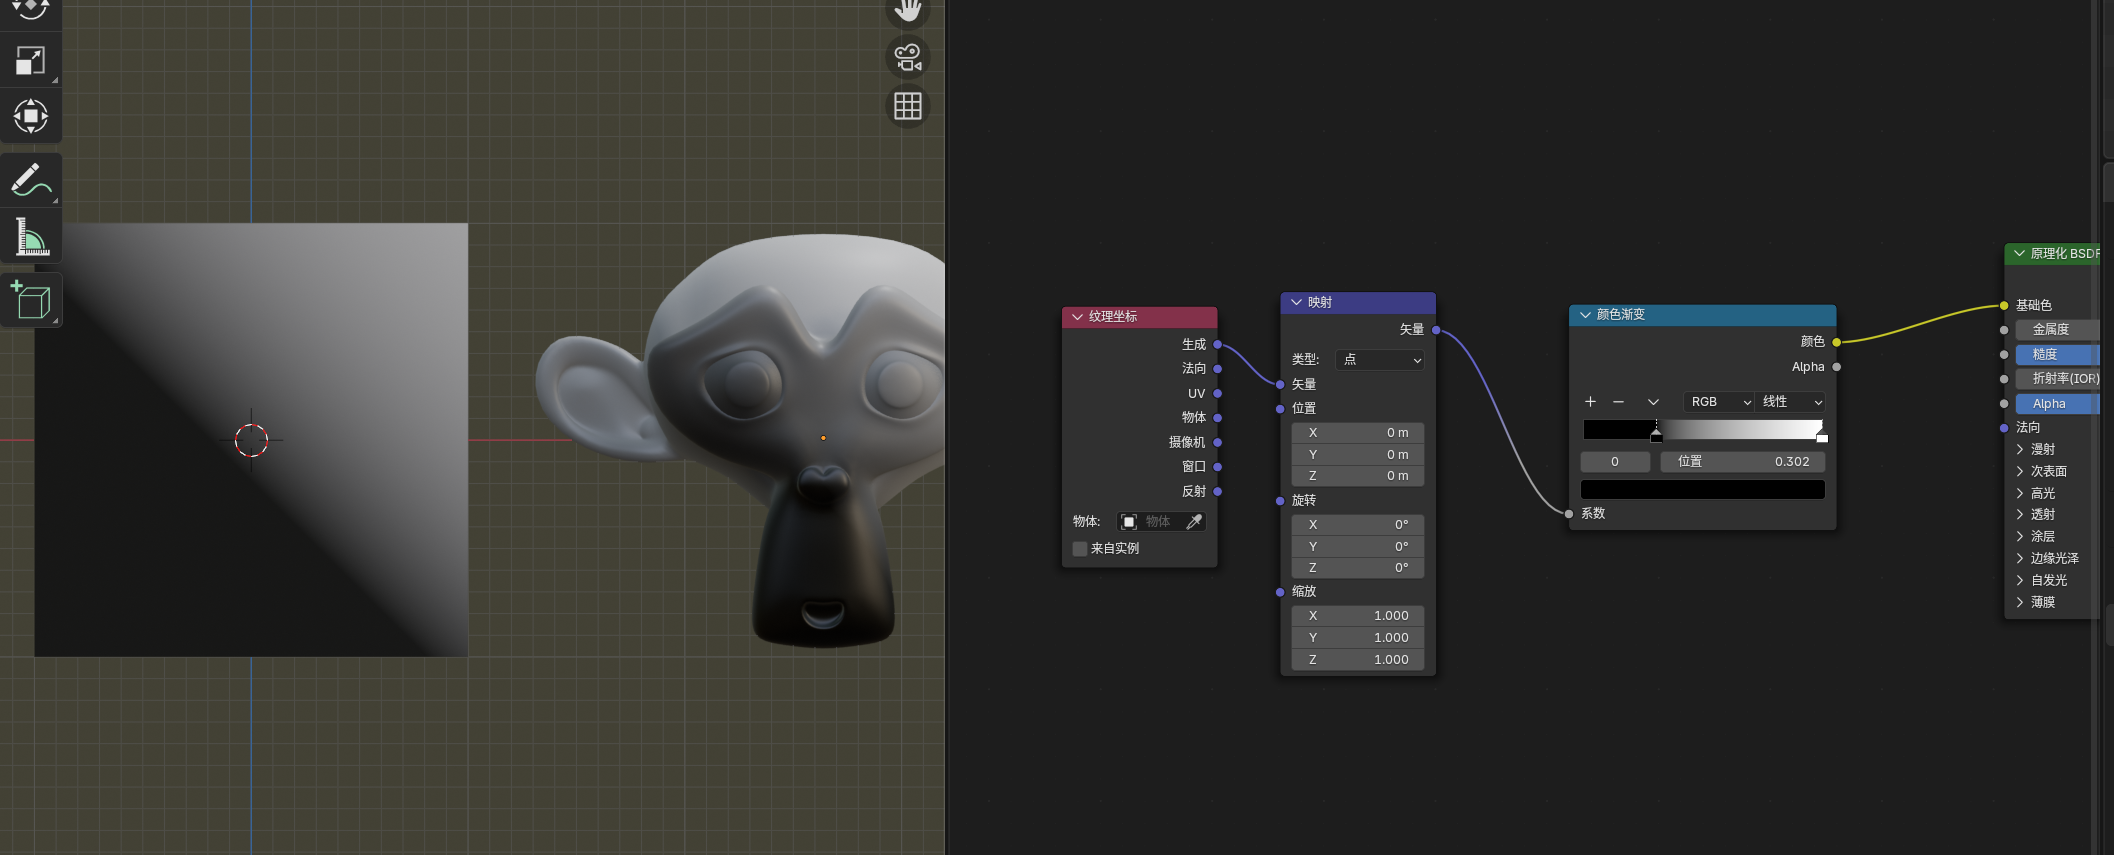 纹理坐标
生成
法向
UV
物体
摄像机
窗口
反射
物体: 物体
来自实例
映射
矢量
类型: 点
矢量
位置
X 0 m
Y 0 m
Z 0 m
旋转
X 0°
Y 0°
Z 0°
缩放
X 1.000
Y 1.000
Z 1.000
颜色渐变
颜色
Alpha
RGB 线性
0 位置 0.302
系数
原理化 BSDF
基础色
金属度
糙度
折射率(IOR)
Alpha
法向
漫射
次表面
高光
透射
涂层
边缘光泽
自发光
薄膜